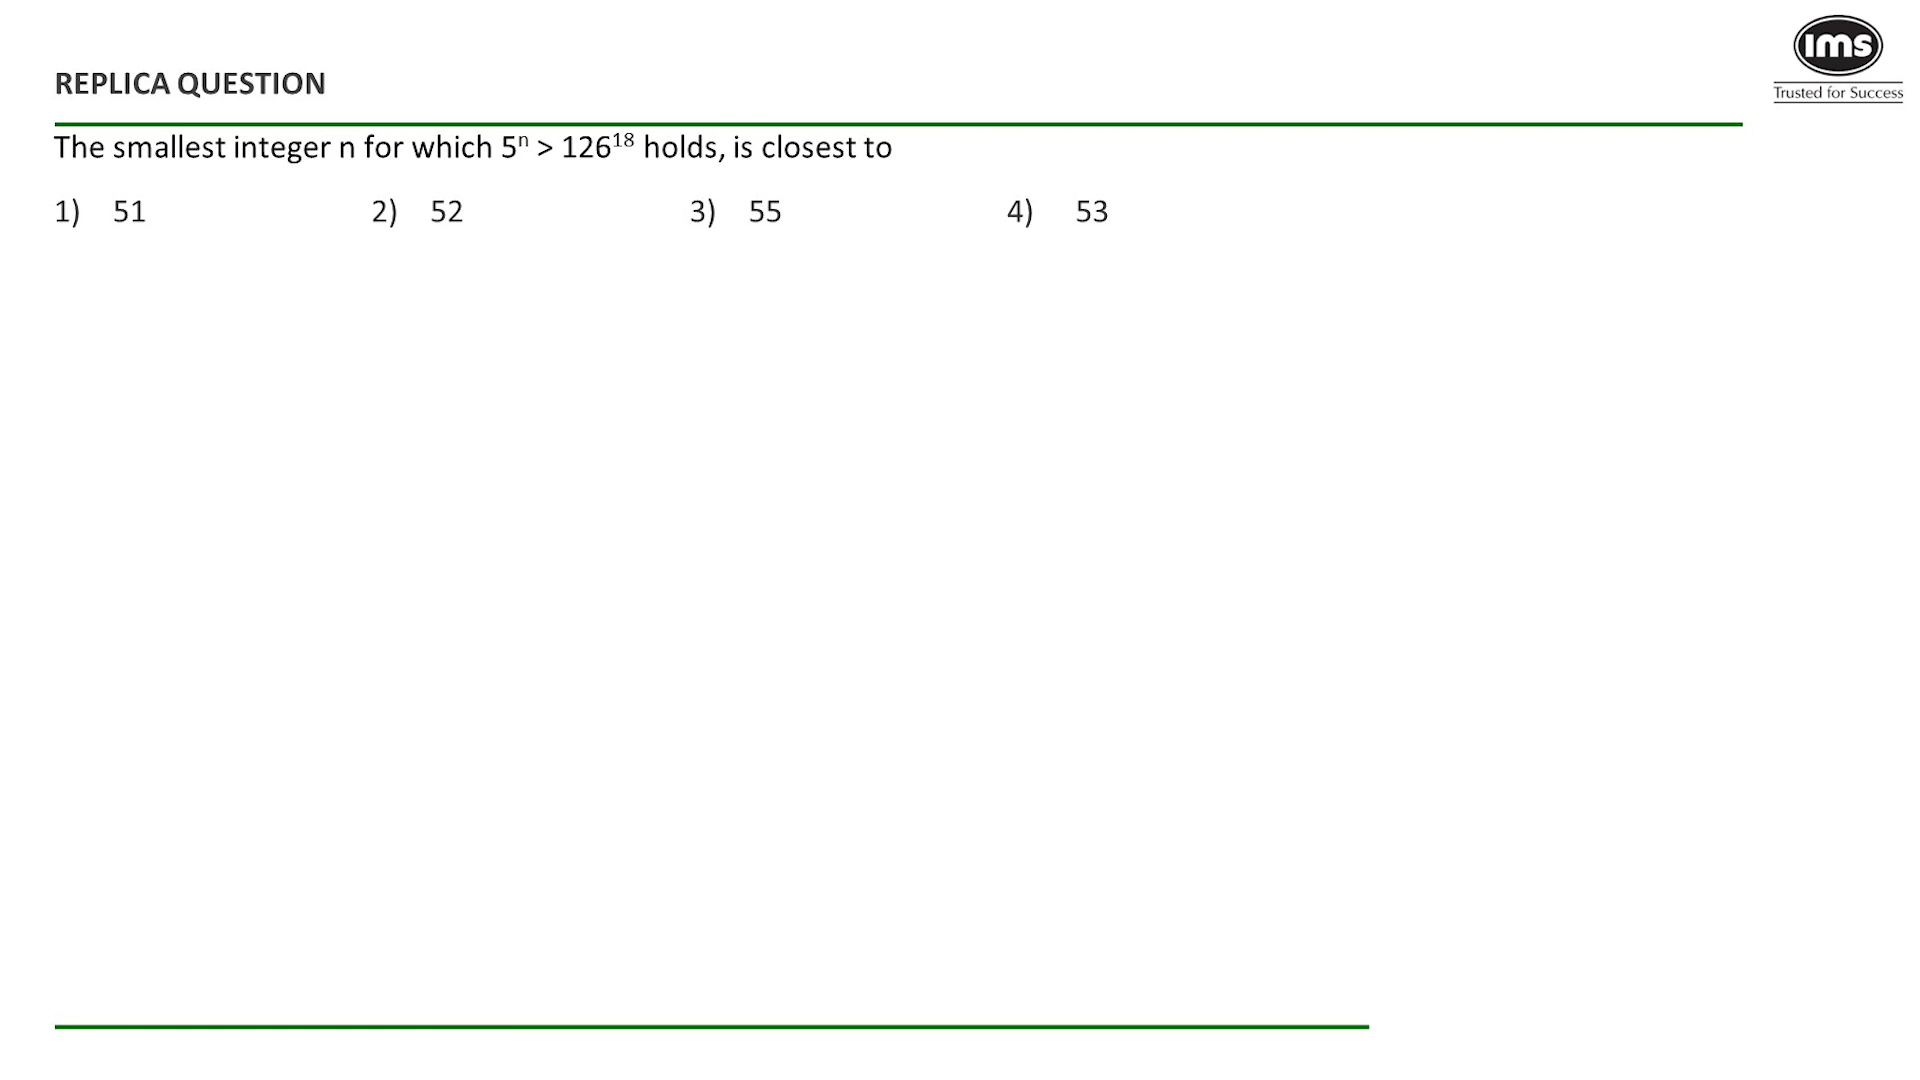 ims
Trusted for Success
REPLICA QUESTION
The smallest integer n for which 5ⁿ > 126¹⁸ holds, is closest to
1) 51 2) 52 3) 55 4) 53